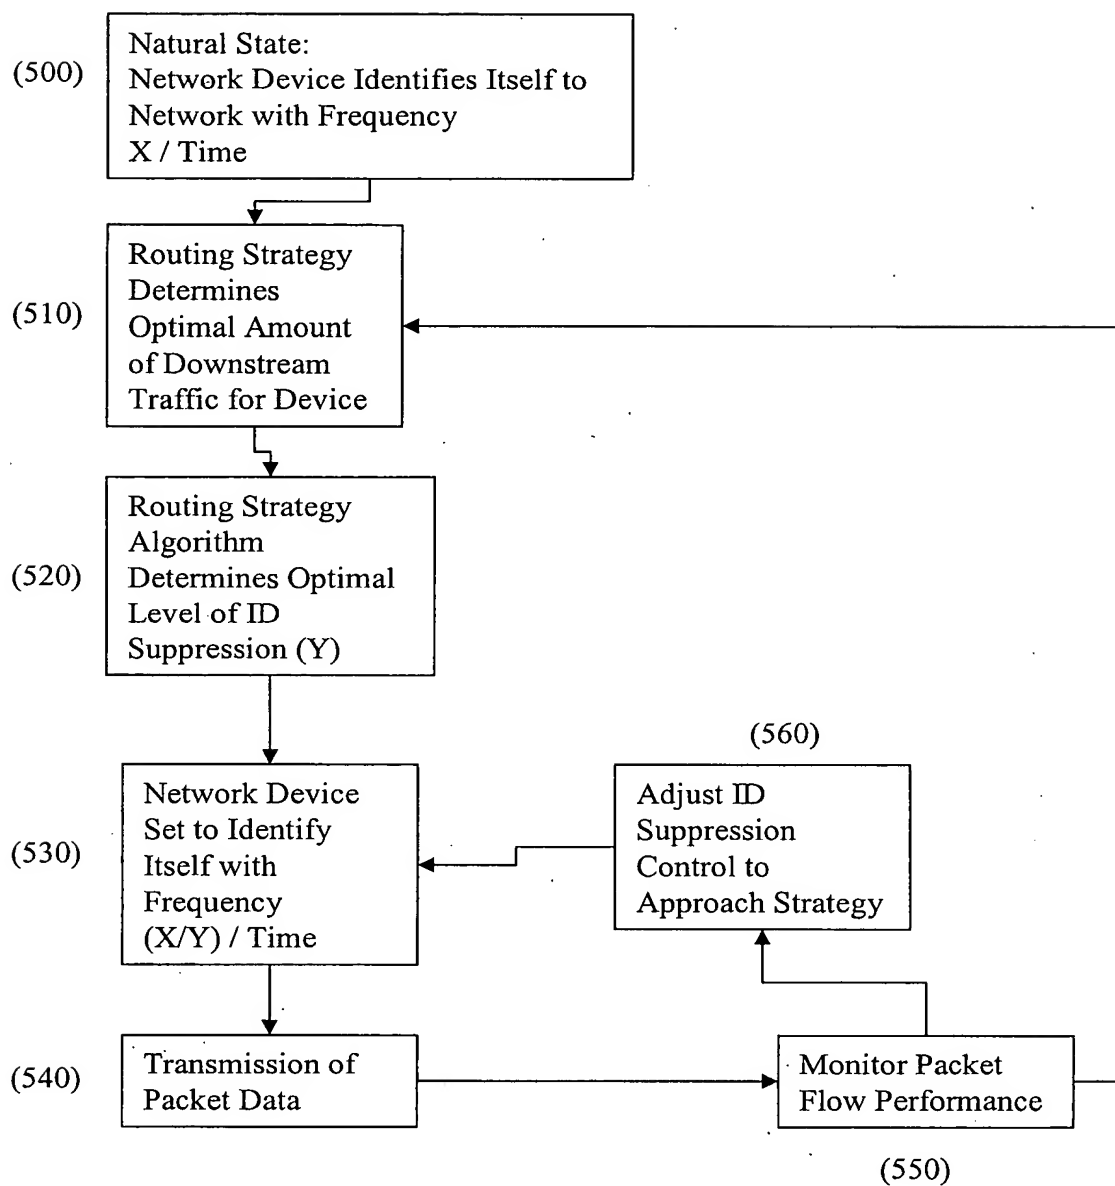 (500)
Natural State:
Network Device Identifies Itself to
Network with Frequency
X / Time
(510)
Routing Strategy
Determines
Optimal Amount
of Downstream
Traffic for Device
(520)
Routing Strategy
Algorithm
Determines Optimal
Level of ID
Suppression (Y)
(530)
Network Device
Set to Identify
Itself with
Frequency
(X/Y) / Time
(560)
Adjust ID
Suppression
Control to
Approach Strategy
(540)
Transmission of
Packet Data
Monitor Packet
Flow Performance
(550)